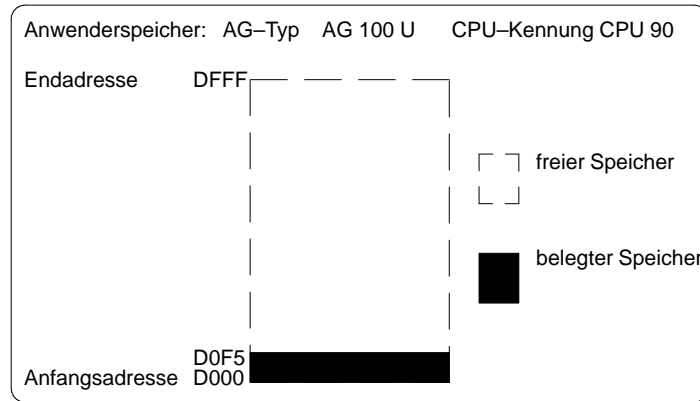 Anwenderspeicher: AG–Typ AG 100 U CPU–Kennung CPU 90
Endadresse DFFF
freier Speicher
belegter Speicher
D0F5
Anfangsadresse D000